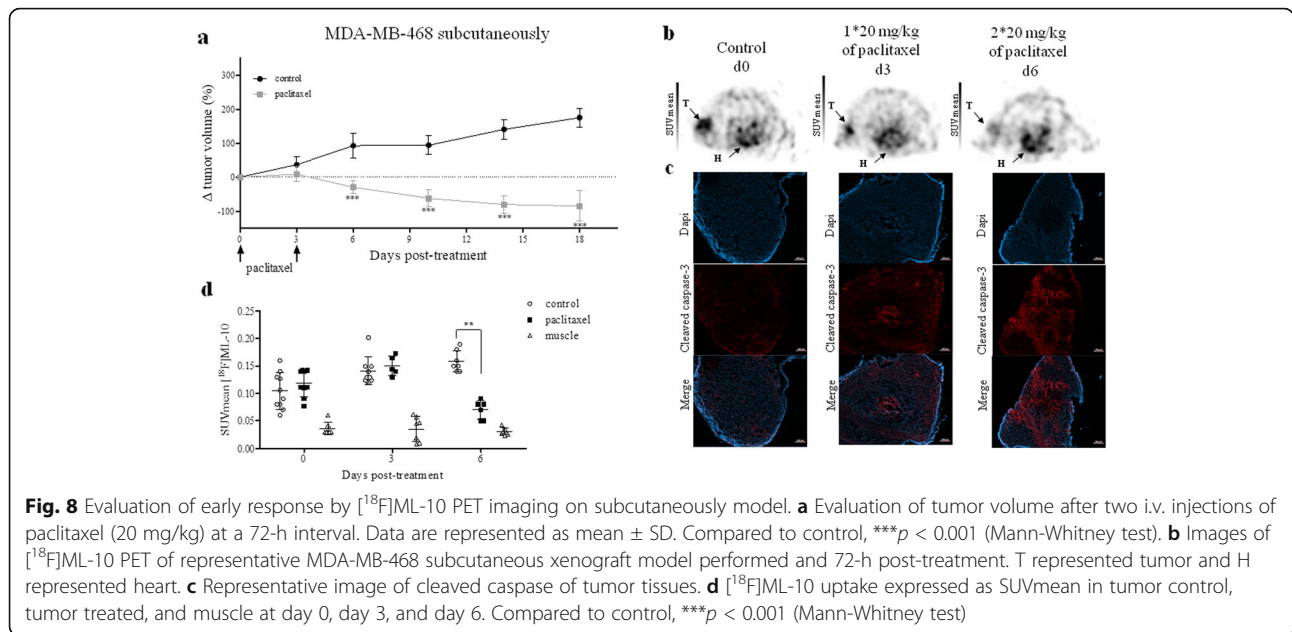 a
MDA-MB-468 subcutaneously
control
paclitaxel
Δ tumor volume (%)
300
200
100
0
-100
***
***
***
***
0
3
6
9
12
15
18
paclitaxel
Days post-treatment
b
Control
d0
1*20 mg/kg
of paclitaxel
d3
2*20 mg/kg
of paclitaxel
d6
SUVmean
T
H
SUVmean
T
H
SUVmean
T
H
c
Dapi
Dapi
Dapi
Cleaved caspase-3
Cleaved caspase-3
Cleaved caspase-3
Merge
Merge
Merge
d
control
paclitaxel
muscle
**
SUVmean [18F]ML-10
0.25
0.20
0.15
0.10
0.05
0.00
0
3
6
Days post-treatment
Fig. 8 Evaluation of early response by [¹⁸F]ML-10 PET imaging on subcutaneously model. a Evaluation of tumor volume after two i.v. injections of
paclitaxel (20 mg/kg) at a 72-h interval. Data are represented as mean ± SD. Compared to control, ***p < 0.001 (Mann-Whitney test). b Images of
[¹⁸F]ML-10 PET of representative MDA-MB-468 subcutaneous xenograft model performed and 72-h post-treatment. T represented tumor and H
represented heart. c Representative image of cleaved caspase of tumor tissues. d [¹⁸F]ML-10 uptake expressed as SUVmean in tumor control,
tumor treated, and muscle at day 0, day 3, and day 6. Compared to control, ***p < 0.001 (Mann-Whitney test)